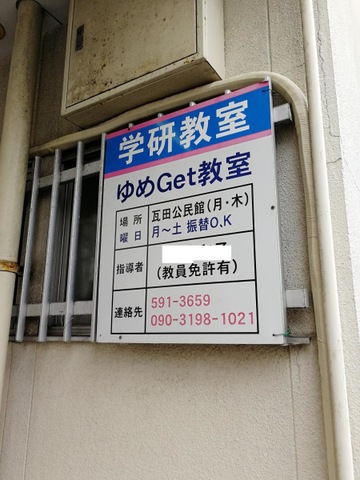 学研教室
ゆめGet教室
場所 瓦田公民館(月・木)
曜日 月～土 振替O.K
指導者
(教員免許有)
連絡先 591-3659
090-3198-1021